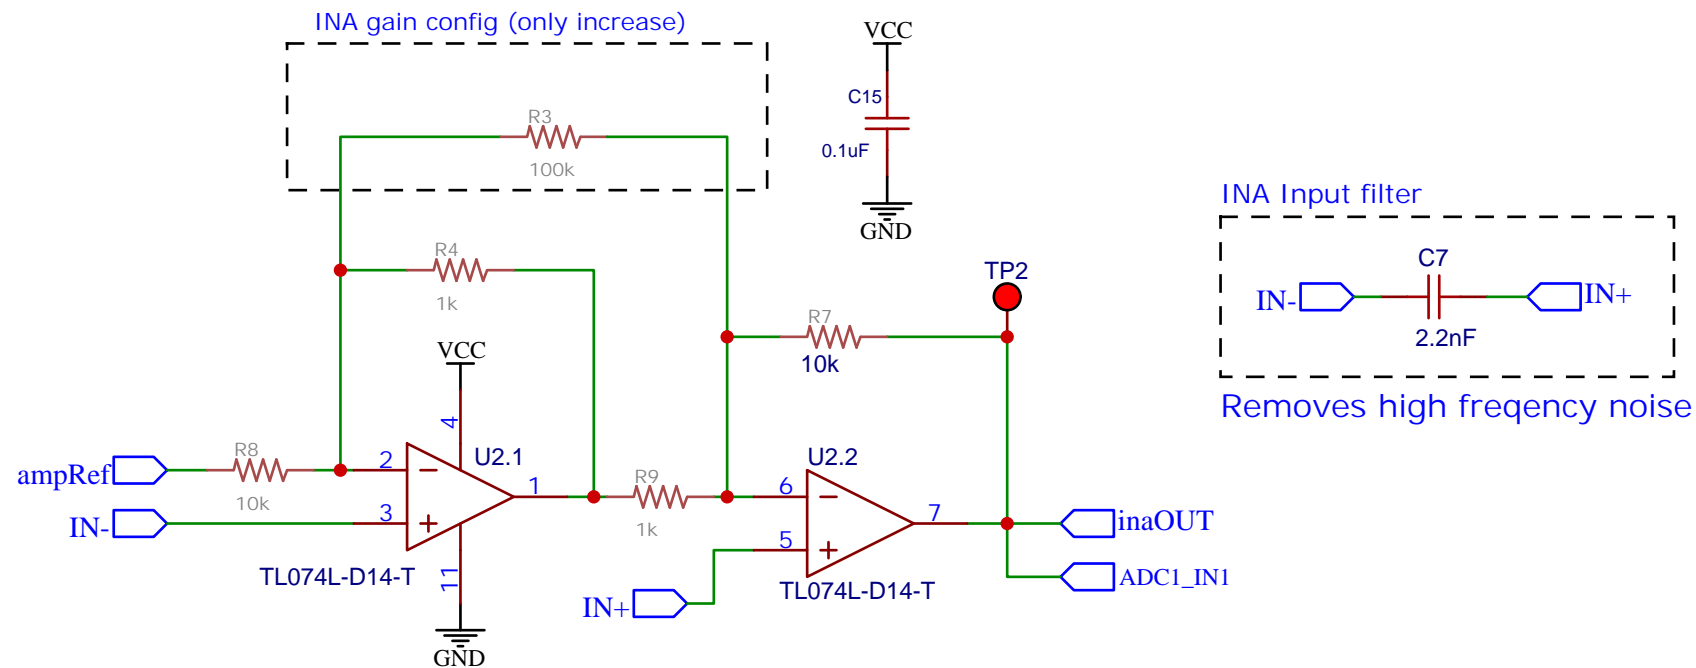 INA gain config (only increase)
VCC
R3
100k
C15
0.1uF
GND
INA Input filter
R4
1k
C7
IN-
IN+
2.2nF
Removes high freqency noise
TP2
R7
10k
VCC
4
ampRef
R8
10k
2
U2.1
1
IN-
3
11
TL074L-D14-T
GND
R9
1k
U2.2
6
7
5
TL074L-D14-T
IN+
inaOUT
ADC1_IN1